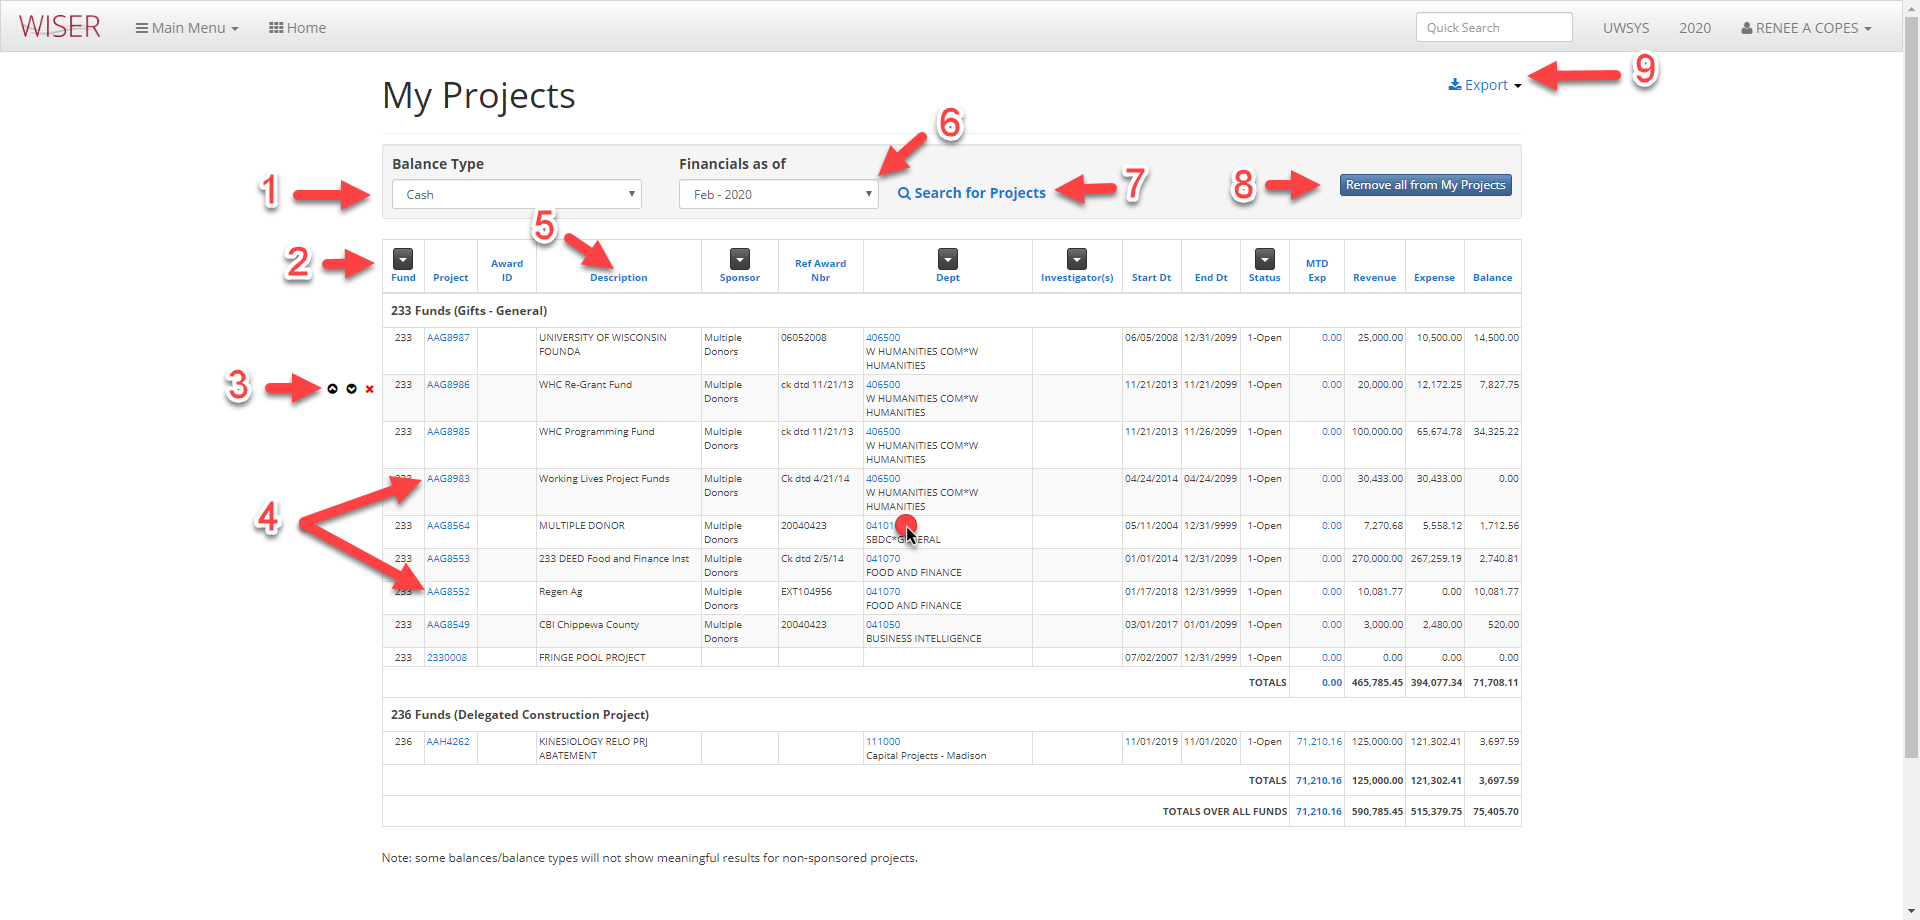 WISER Main Menu Home Quick Search UWSYS 2020 RENEE A COPES
My Projects
Export 9
6
Balance Type Financials as of
1 Cash Feb - 2020 Search for Projects 7 8 Remove all from My Projects
5
2 Fund Project Award ID Description Sponsor Ref Award Nbr Dept Investigator(s) Start Dt End Dt Status MTD Exp Revenue Expense Balance
233 Funds (Gifts - General)
233 AAG8987 UNIVERSITY OF WISCONSIN Multiple 06052008 406500 06/05/2008 12/31/2099 1-Open 0.00 25,000.00 10,500.00 14,500.00
FOUNDA Donors W HUMANITIES COM*W
HUMANITIES
3 233 AAG8986 WHC Re-Grant Fund Multiple ck dtd 11/21/13 406500 11/21/2013 11/21/2099 1-Open 0.00 20,000.00 12,172.25 7,827.75
Donors W HUMANITIES COM*W
HUMANITIES
233 AAG8985 WHC Programming Fund Multiple ck dtd 11/21/13 406500 11/21/2013 11/26/2099 1-Open 0.00 100,000.00 65,674.78 34,325.22
Donors W HUMANITIES COM*W
HUMANITIES
233 AAG8983 Working Lives Project Funds Multiple Ck dtd 4/21/14 406500 04/24/2014 04/24/2099 1-Open 0.00 30,433.00 30,433.00 0.00
Donors W HUMANITIES COM*W
HUMANITIES
4
233 AAG8564 MULTIPLE DONOR Multiple 20040423 05/11/2004 12/31/9999 1-Open 0.00 7,270.68 5,558.12 1,712.56
Donors SBDC*GENERAL
233 AAG8553 233 DEED Food and Finance Inst Multiple Ck dtd 2/5/14 041070 01/01/2014 12/31/2099 1-Open 0.00 270,000.00 267,259.19 2,740.81
Donors FOOD AND FINANCE
233 AAG8552 Regen Ag Multiple EXT104956 041070 01/17/2018 12/31/9999 1-Open 0.00 10,081.77 0.00 10,081.77
Donors FOOD AND FINANCE
233 AAG8549 CBI Chippewa County Multiple 20040423 041050 03/01/2017 01/01/2099 1-Open 0.00 3,000.00 2,480.00 520.00
Donors BUSINESS INTELLIGENCE
233 2330008 FRINGE POOL PROJECT 07/02/2007 12/31/2999 1-Open 0.00 0.00 0.00 0.00
TOTALS 0.00 465,785.45 394,077.34 71,708.11
236 Funds (Delegated Construction Project)
236 AAH4262 KINESIOLOGY RELO PRJ 111000 11/01/2019 11/01/2020 1-Open 71,210.16 125,000.00 121,302.41 3,697.59
ABATEMENT Capital Projects - Madison
TOTALS 71,210.16 125,000.00 121,302.41 3,697.59
TOTALS OVER ALL FUNDS 71,210.16 590,785.45 515,379.75 75,405.70
Note: some balances/balance types will not show meaningful results for non-sponsored projects.